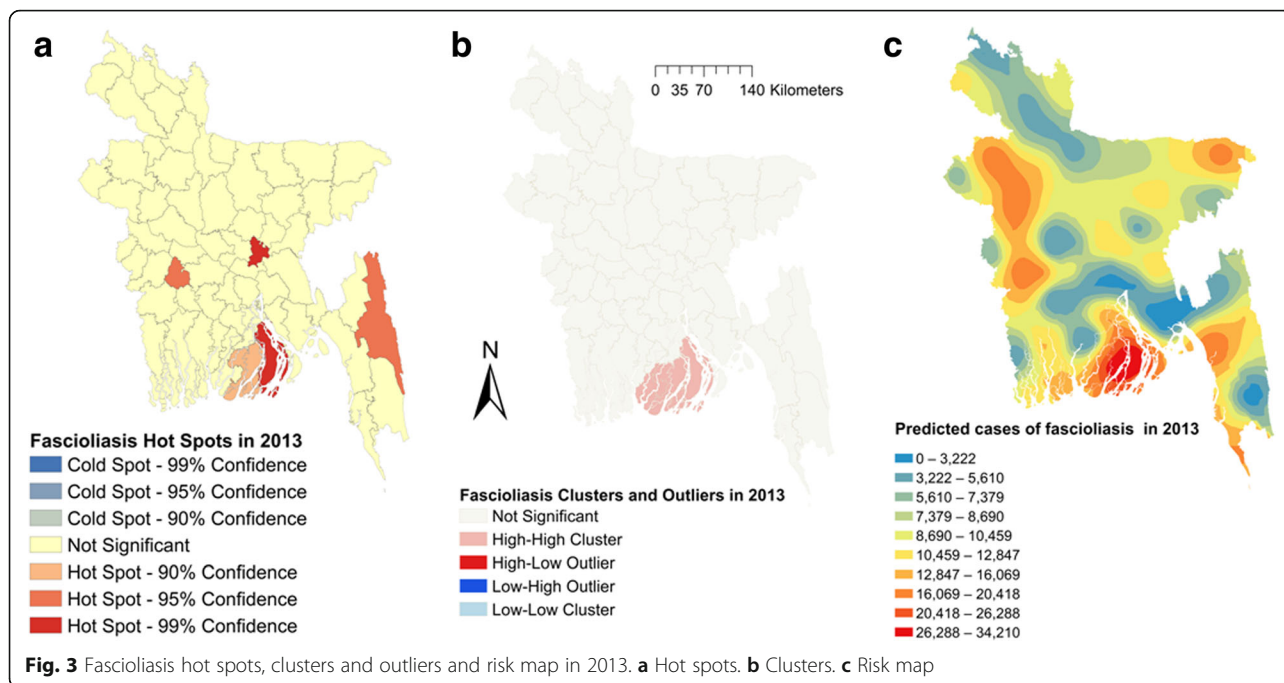 a
b
c
0 35 70 140 Kilometers
N
Fascioliasis Hot Spots in 2013
Cold Spot - 99% Confidence
Cold Spot - 95% Confidence
Cold Spot - 90% Confidence
Not Significant
Hot Spot - 90% Confidence
Hot Spot - 95% Confidence
Hot Spot - 99% Confidence
Fascioliasis Clusters and Outliers in 2013
Not Significant
High-High Cluster
High-Low Outlier
Low-High Outlier
Low-Low Cluster
Predicted cases of fascioliasis in 2013
0 – 3,222
3,222 – 5,610
5,610 – 7,379
7,379 – 8,690
8,690 – 10,459
10,459 – 12,847
12,847 – 16,069
16,069 – 20,418
20,418 – 26,288
26,288 – 34,210
Fig. 3 Fascioliasis hot spots, clusters and outliers and risk map in 2013. a Hot spots. b Clusters. c Risk map